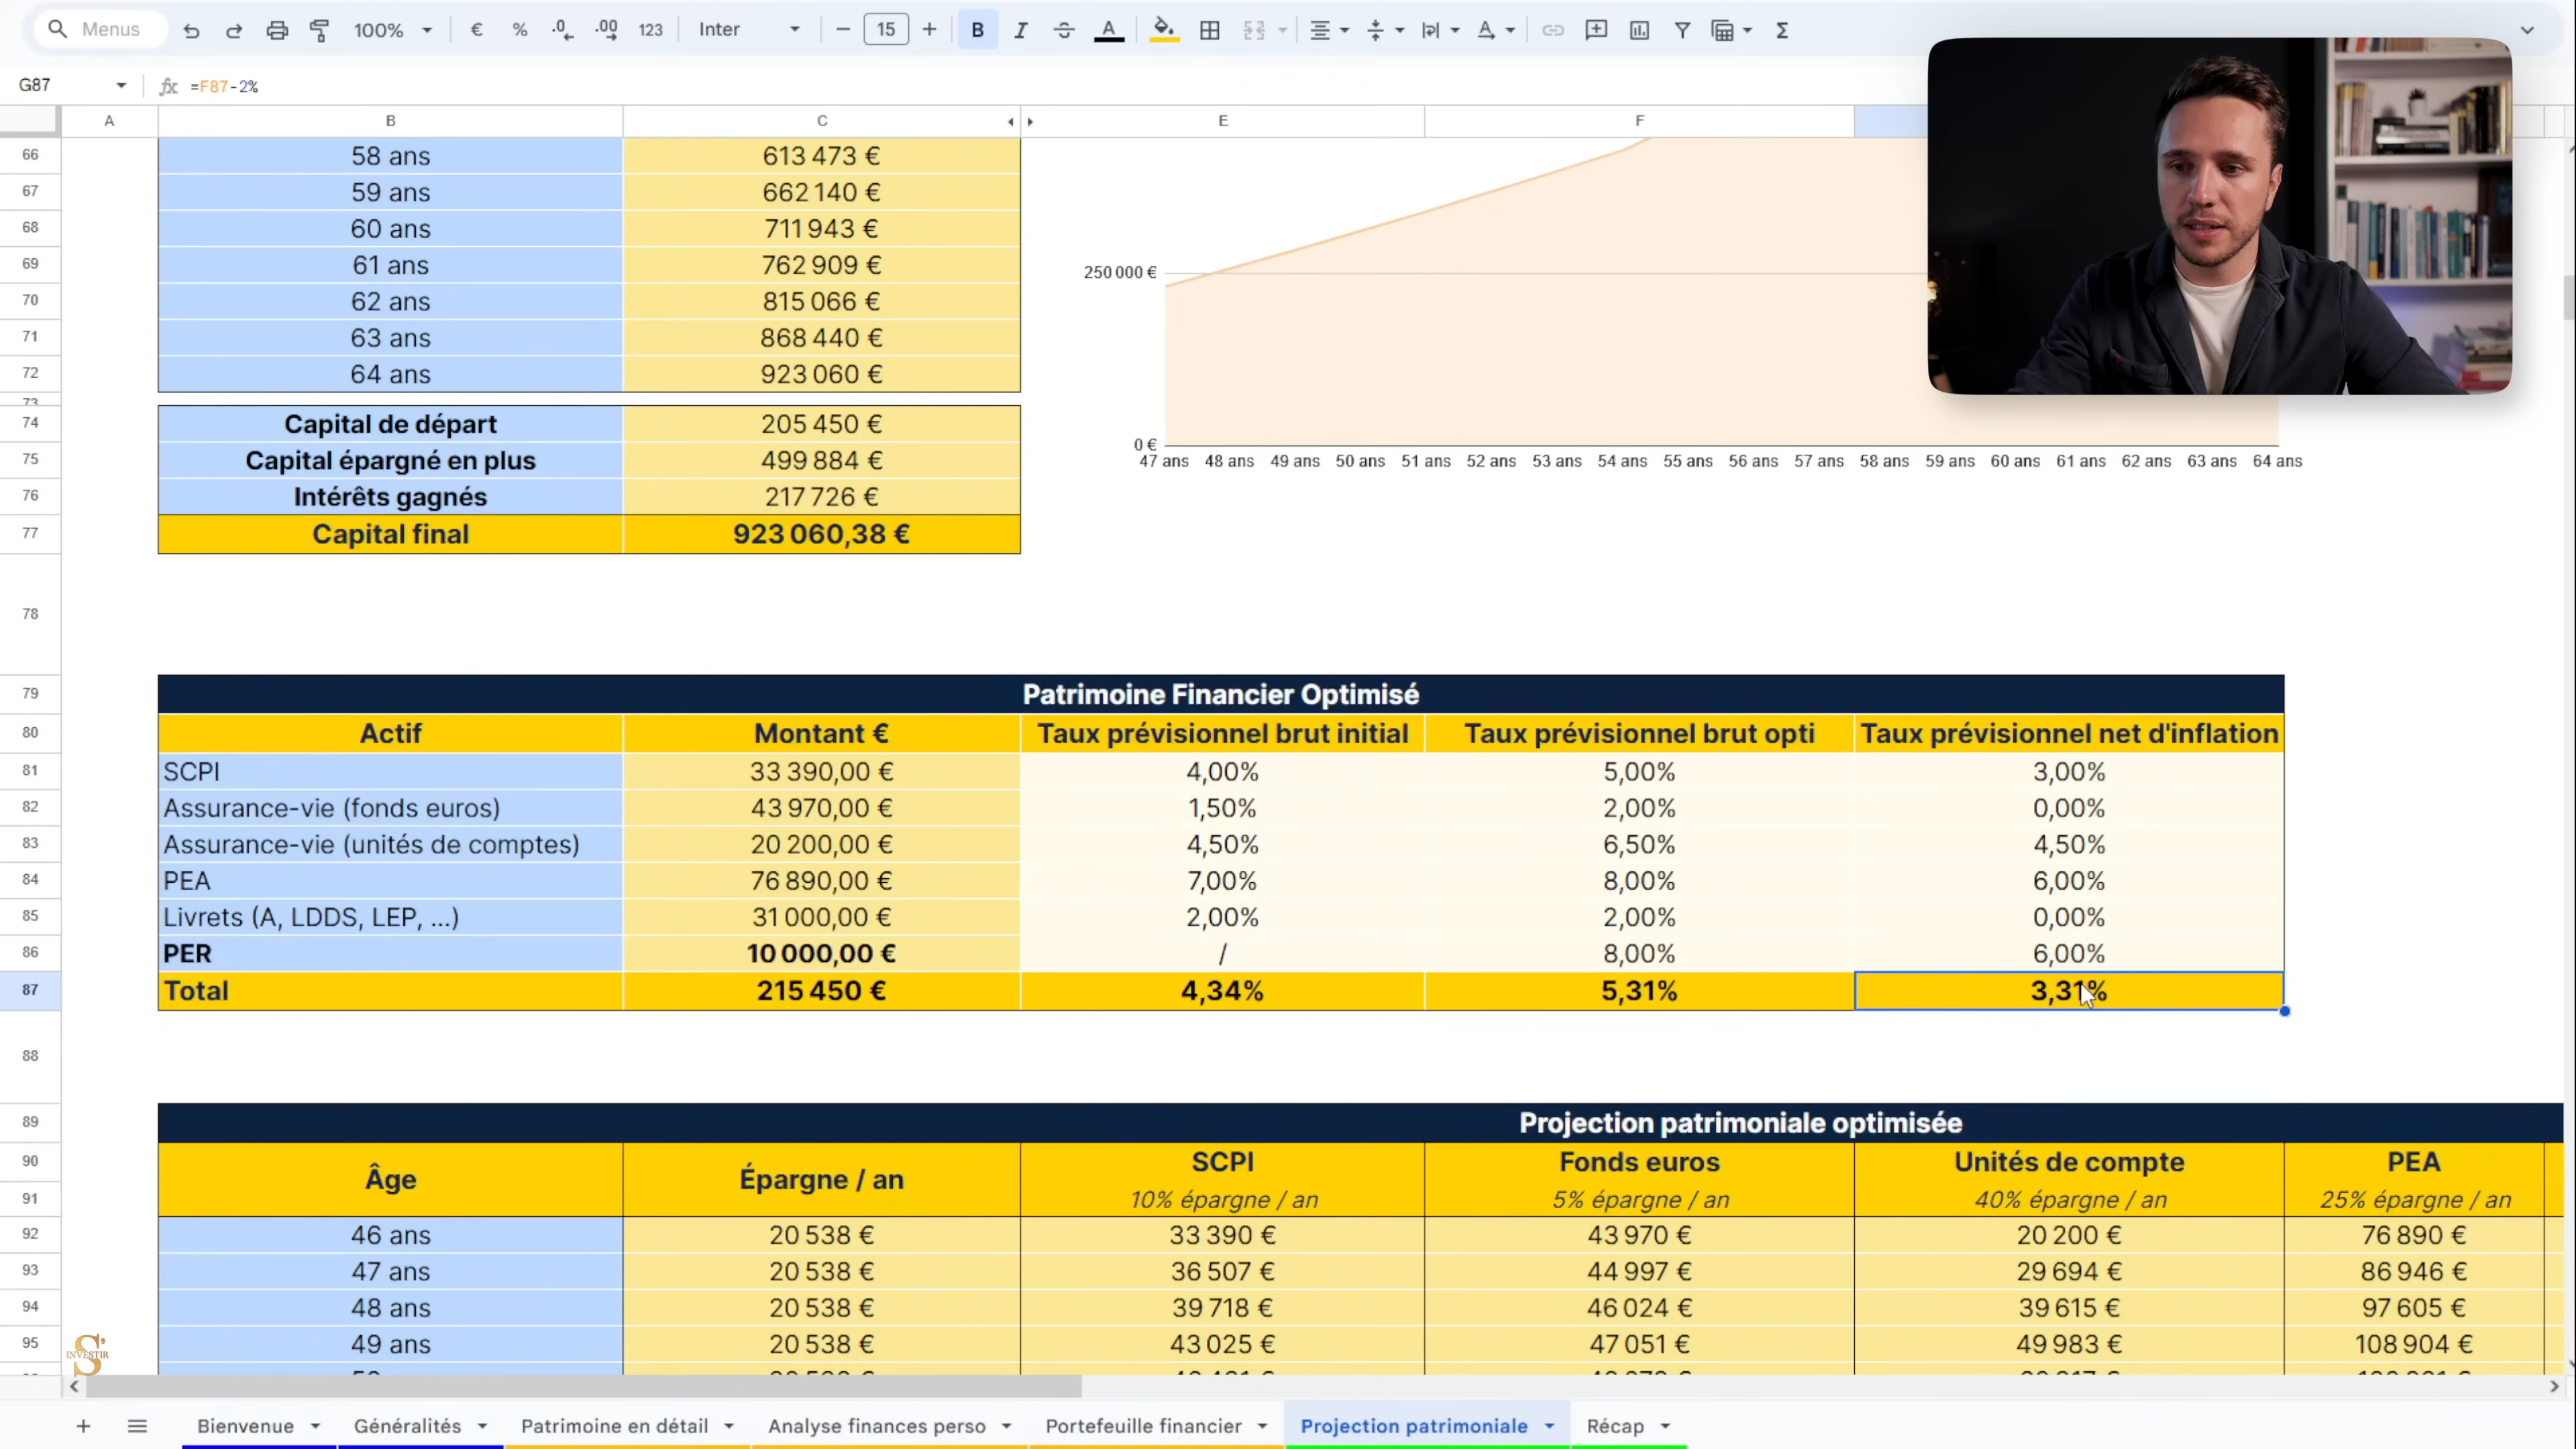 Menus 100% € % .0 .00 123 Inter − 15 + B I A Σ
G87 fx =F87-2%
A B C E F
66 58 ans 613 473 €
67 59 ans 662 140 €
68 60 ans 711 943 €
69 61 ans 762 909 €
70 62 ans 815 066 €
71 63 ans 868 440 €
72 64 ans 923 060 €
73
74 Capital de départ 205 450 €
75 Capital épargné en plus 499 884 €
76 Intérêts gagnés 217 726 €
77 Capital final 923 060,38 €
250 000 €
0 €
47 ans 48 ans 49 ans 50 ans 51 ans 52 ans 53 ans 54 ans 55 ans 56 ans 57 ans 58 ans 59 ans 60 ans 61 ans 62 ans 63 ans 64 ans
78
79 Patrimoine Financier Optimisé
80 Actif Montant € Taux prévisionnel brut initial Taux prévisionnel brut opti Taux prévisionnel net d'inflation
81 SCPI 33 390,00 € 4,00% 5,00% 3,00%
82 Assurance-vie (fonds euros) 43 970,00 € 1,50% 2,00% 0,00%
83 Assurance-vie (unités de comptes) 20 200,00 € 4,50% 6,50% 4,50%
84 PEA 76 890,00 € 7,00% 8,00% 6,00%
85 Livrets (A, LDDS, LEP, ...) 31 000,00 € 2,00% 2,00% 0,00%
86 PER 10 000,00 € / 8,00% 6,00%
87 Total 215 450 € 4,34% 5,31% 3,31%
88
89 Projection patrimoniale optimisée
90 Âge Épargne / an SCPI Fonds euros Unités de compte PEA
91 10% épargne / an 5% épargne / an 40% épargne / an 25% épargne / an
92 46 ans 20 538 € 33 390 € 43 970 € 20 200 € 76 890 €
93 47 ans 20 538 € 36 507 € 44 997 € 29 694 € 86 946 €
94 48 ans 20 538 € 39 718 € 46 024 € 39 615 € 97 605 €
95 49 ans 20 538 € 43 025 € 47 051 € 49 983 € 108 904 €
S' INVESTIR
+ Bienvenue Généralités Patrimoine en détail Analyse finances perso Portefeuille financier Projection patrimoniale Récap